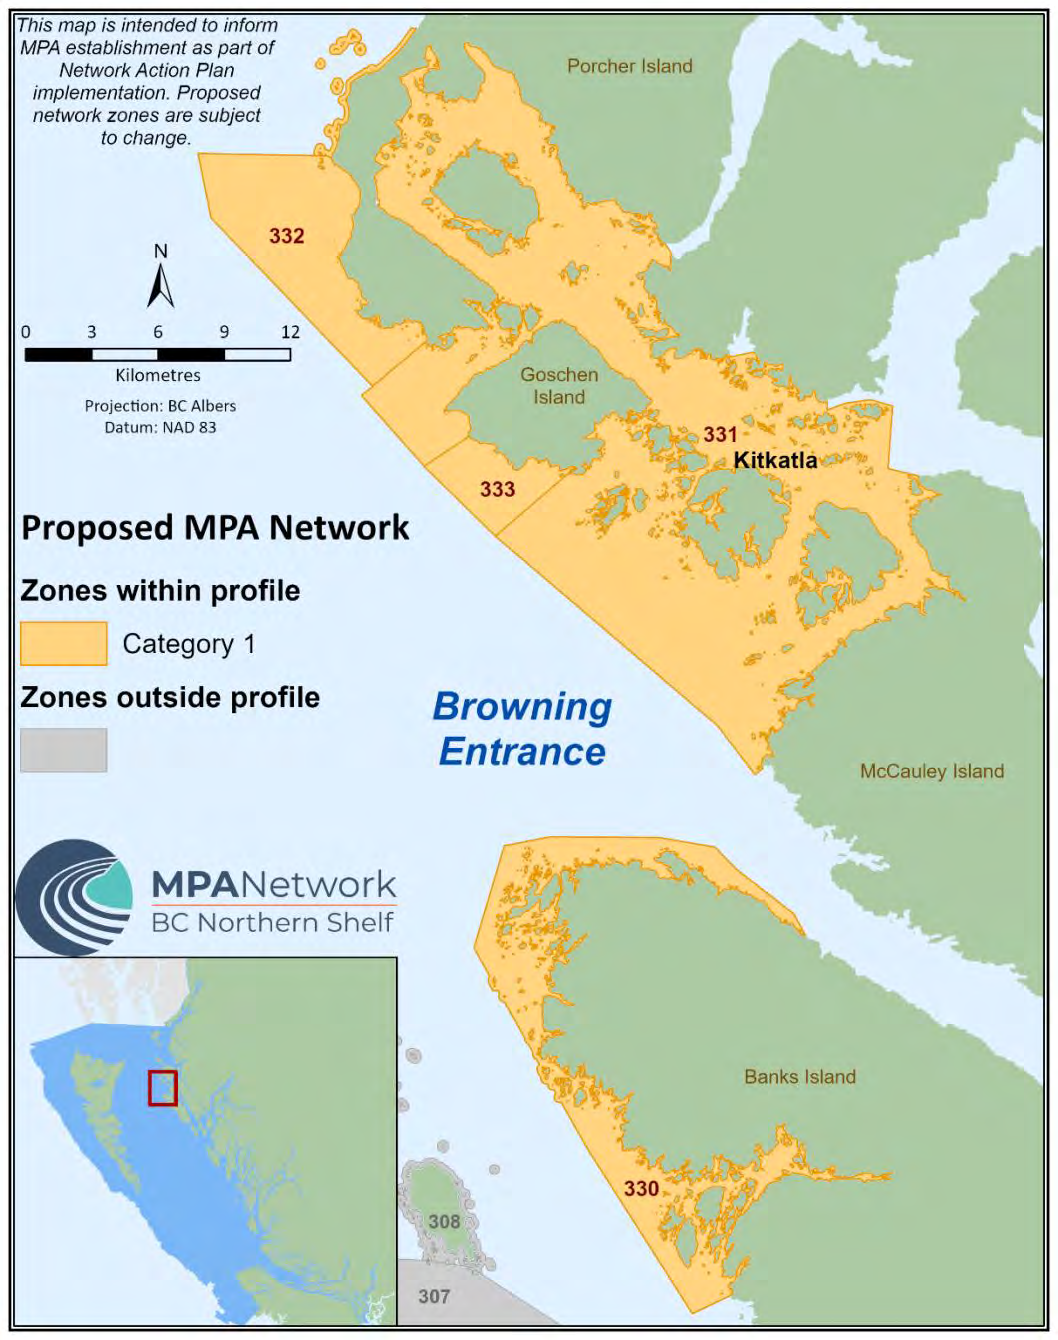 This map is intended to inform
MPA establishment as part of
Network Action Plan
implementation. Proposed
network zones are subject
to change.
Porcher Island
332
N
0 3 6 9 12
Kilometres
Projection: BC Albers
Datum: NAD 83
Goschen
Island
331
Kitkatla
333
Proposed MPA Network
Zones within profile
Category 1
Zones outside profile
Browning
Entrance
McCauley Island
MPANetwork
BC Northern Shelf
Banks Island
330
308
307